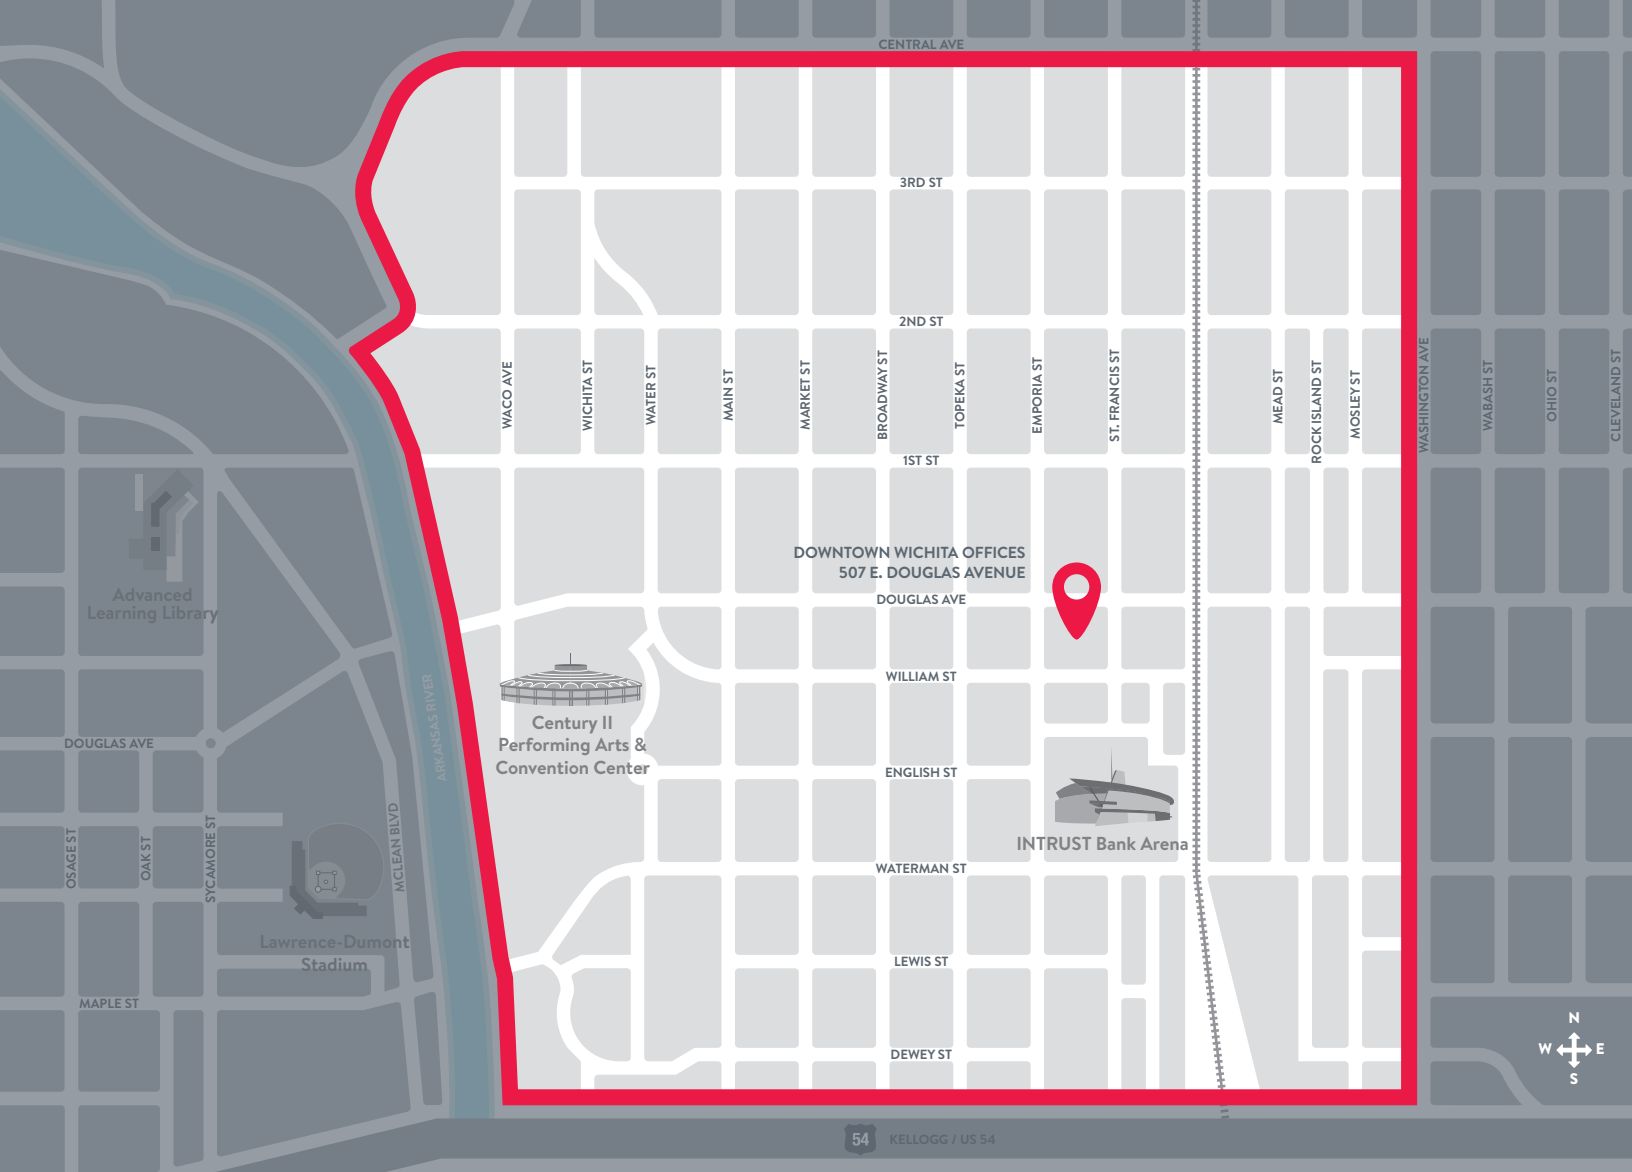 CENTRAL AVE
3RD ST
2ND ST
WACO AVE
WICHITA ST
WATER ST
MAIN ST
MARKET ST
BROADWAY ST
TOPEKA ST
EMPORIA ST
ST. FRANCIS ST
MEAD ST
ROCK ISLAND ST
MOSLEY ST
WASHINGTON AVE
WABASH ST
OHIO ST
CLEVELAND ST
1ST ST
DOWNTOWN WICHITA OFFICES
507 E. DOUGLAS AVENUE
DOUGLAS AVE
Advanced
Learning Library
WILLIAM ST
ARKANSAS RIVER
Century II
Performing Arts &
Convention Center
DOUGLAS AVE
ENGLISH ST
INTRUST Bank Arena
OSAGE ST
OAK ST
SYCAMORE ST
MCLEAN BLVD
WATERMAN ST
Lawrence-Dumont
Stadium
LEWIS ST
MAPLE ST
DEWEY ST
N
W E
S
54 KELLOGG / US 54